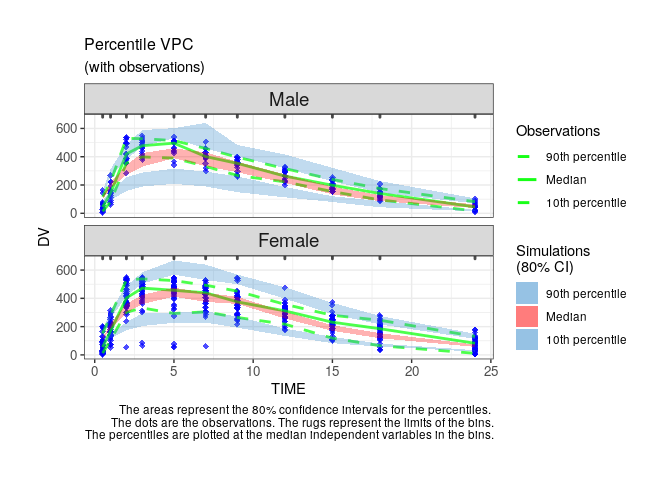 Percentile VPC
(with observations)
Male
600
400
200
0
Female
600
400
200
0
DV
0
5
10
15
20
25
TIME
Observations
90th percentile
Median
10th percentile
Simulations
(80% CI)
90th percentile
Median
10th percentile
The areas represent the 80% confidence intervals for the percentiles.
The dots are the observations. The rugs represent the limits of the bins.
The percentiles are plotted at the median independent variables in the bins.